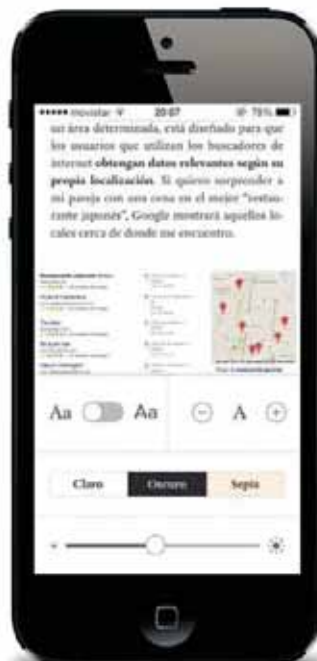 movistar 20:07 75%
un área determinada, está diseñado para que
los usuarios que utilizan los buscadores de
internet obtengan datos relevantes según su
propia localización. Si quiero sorprender a
mi pareja con una cena en el mejor "restau-
rante japonés", Google mostrará aquellos lo-
cales cerca de donde me encuentro.
Aa Aa A
Claro Oscuro Sepia